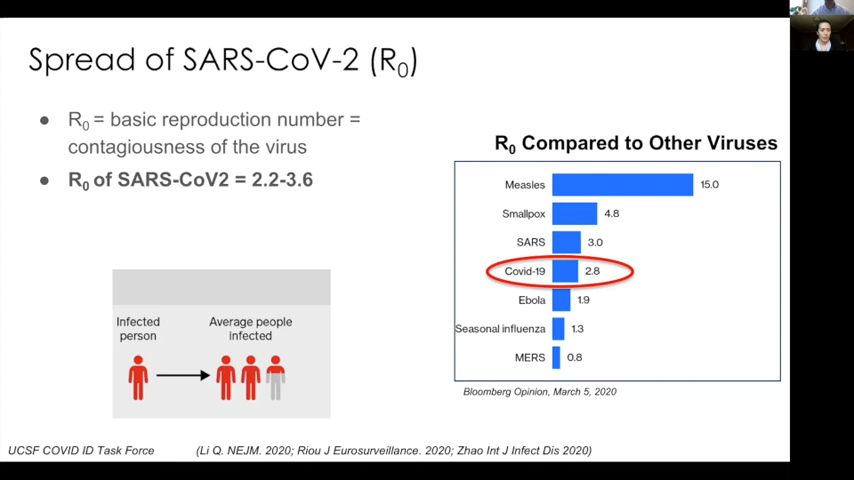 Spread of SARS-CoV-2 (R0)
● R0 = basic reproduction number =
contagiousness of the virus
● R0 of SARS-CoV2 = 2.2-3.6
Infected
person
Average people
infected
R0 Compared to Other Viruses
Measles 15.0
Smallpox 4.8
SARS 3.0
Covid-19 2.8
Ebola 1.9
Seasonal influenza 1.3
MERS 0.8
Bloomberg Opinion, March 5, 2020
UCSF COVID ID Task Force (Li Q. NEJM. 2020; Riou J Eurosurveillance. 2020; Zhao Int J Infect Dis 2020)